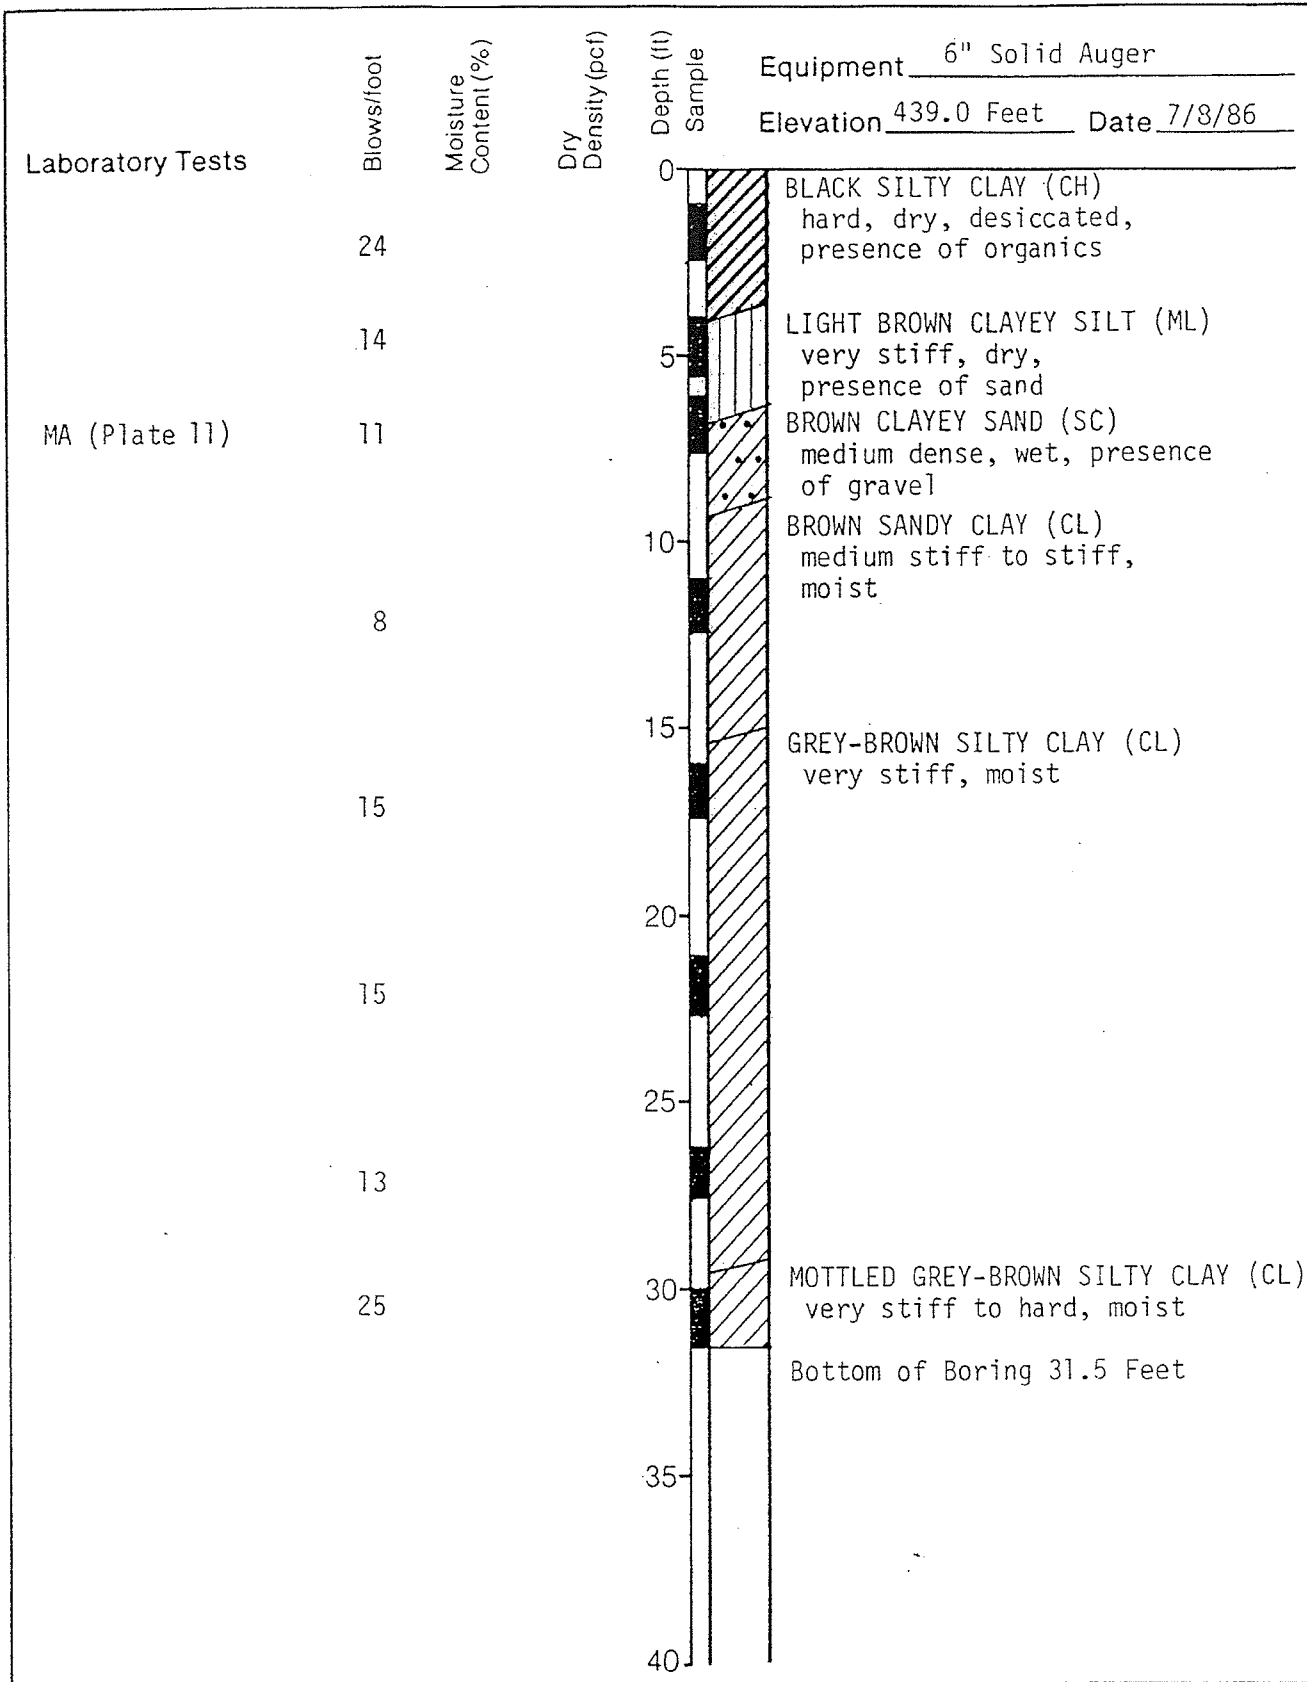 Equipment 6" Solid Auger
Elevation 439.0 Feet Date 7/8/86
Laboratory Tests
Blows/foot
Moisture
Content (%)
Dry
Density (pcf)
Depth (ft)
Sample
0
BLACK SILTY CLAY (CH)
hard, dry, desiccated,
24
presence of organics
LIGHT BROWN CLAYEY SILT (ML)
14
5
very stiff, dry,
presence of sand
MA (Plate 11)
11
BROWN CLAYEY SAND (SC)
medium dense, wet, presence
of gravel
10
BROWN SANDY CLAY (CL)
medium stiff to stiff,
moist
8
15
GREY-BROWN SILTY CLAY (CL)
very stiff, moist
15
20
15
25
13
30
MOTTLED GREY-BROWN SILTY CLAY (CL)
25
very stiff to hard, moist
Bottom of Boring 31.5 Feet
35
40